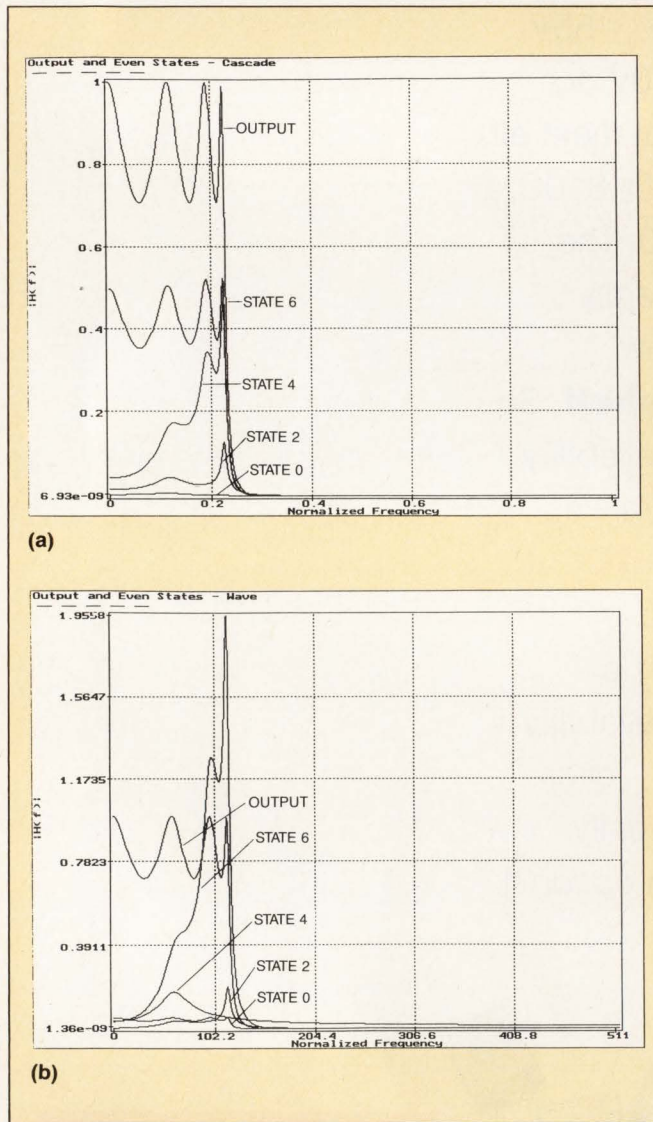 Output and Even States - Cascade
1
OUTPUT
0.8
0.6
|H(f)|
STATE 6
0.4
STATE 4
0.2
STATE 2
STATE 0
6.93e-09
0 0.2 0.4 0.6 0.8 1
Normalized Frequency
(a)
Output and Even States - Wave
1.9558
1.5647
1.1735
|H(f)|
OUTPUT
0.7823
STATE 6
STATE 4
0.3911
STATE 2
STATE 0
1.36e-09
0 102.2 204.4 306.6 408.8 511
Normalized Frequency
(b)